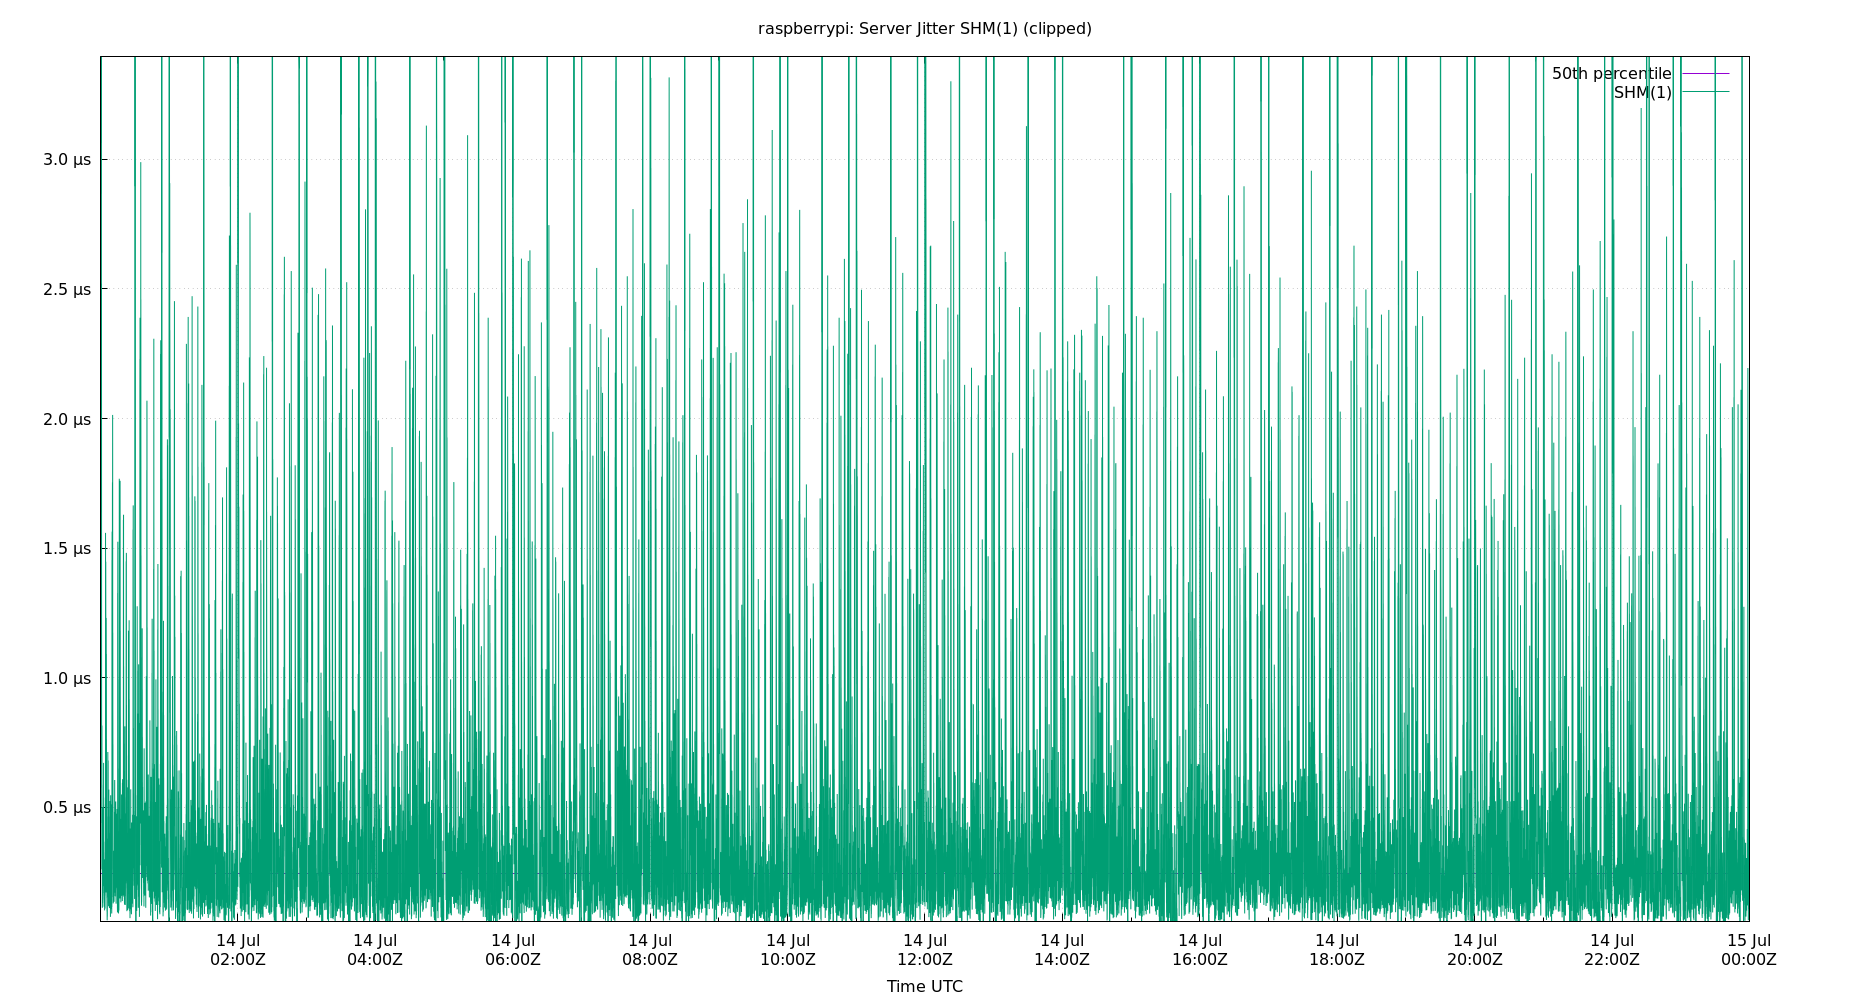 raspberrypi: Server Jitter SHM(1) (clipped)
50th percentile
SHM(1)
3.0 µs
2.5 µs
2.0 µs
1.5 µs
1.0 µs
0.5 µs
14 Jul 14 Jul 14 Jul 14 Jul 14 Jul 14 Jul 14 Jul 14 Jul 14 Jul 14 Jul 14 Jul 15 Jul
02:00Z 04:00Z 06:00Z 08:00Z 10:00Z 12:00Z 14:00Z 16:00Z 18:00Z 20:00Z 22:00Z 00:00Z
Time UTC